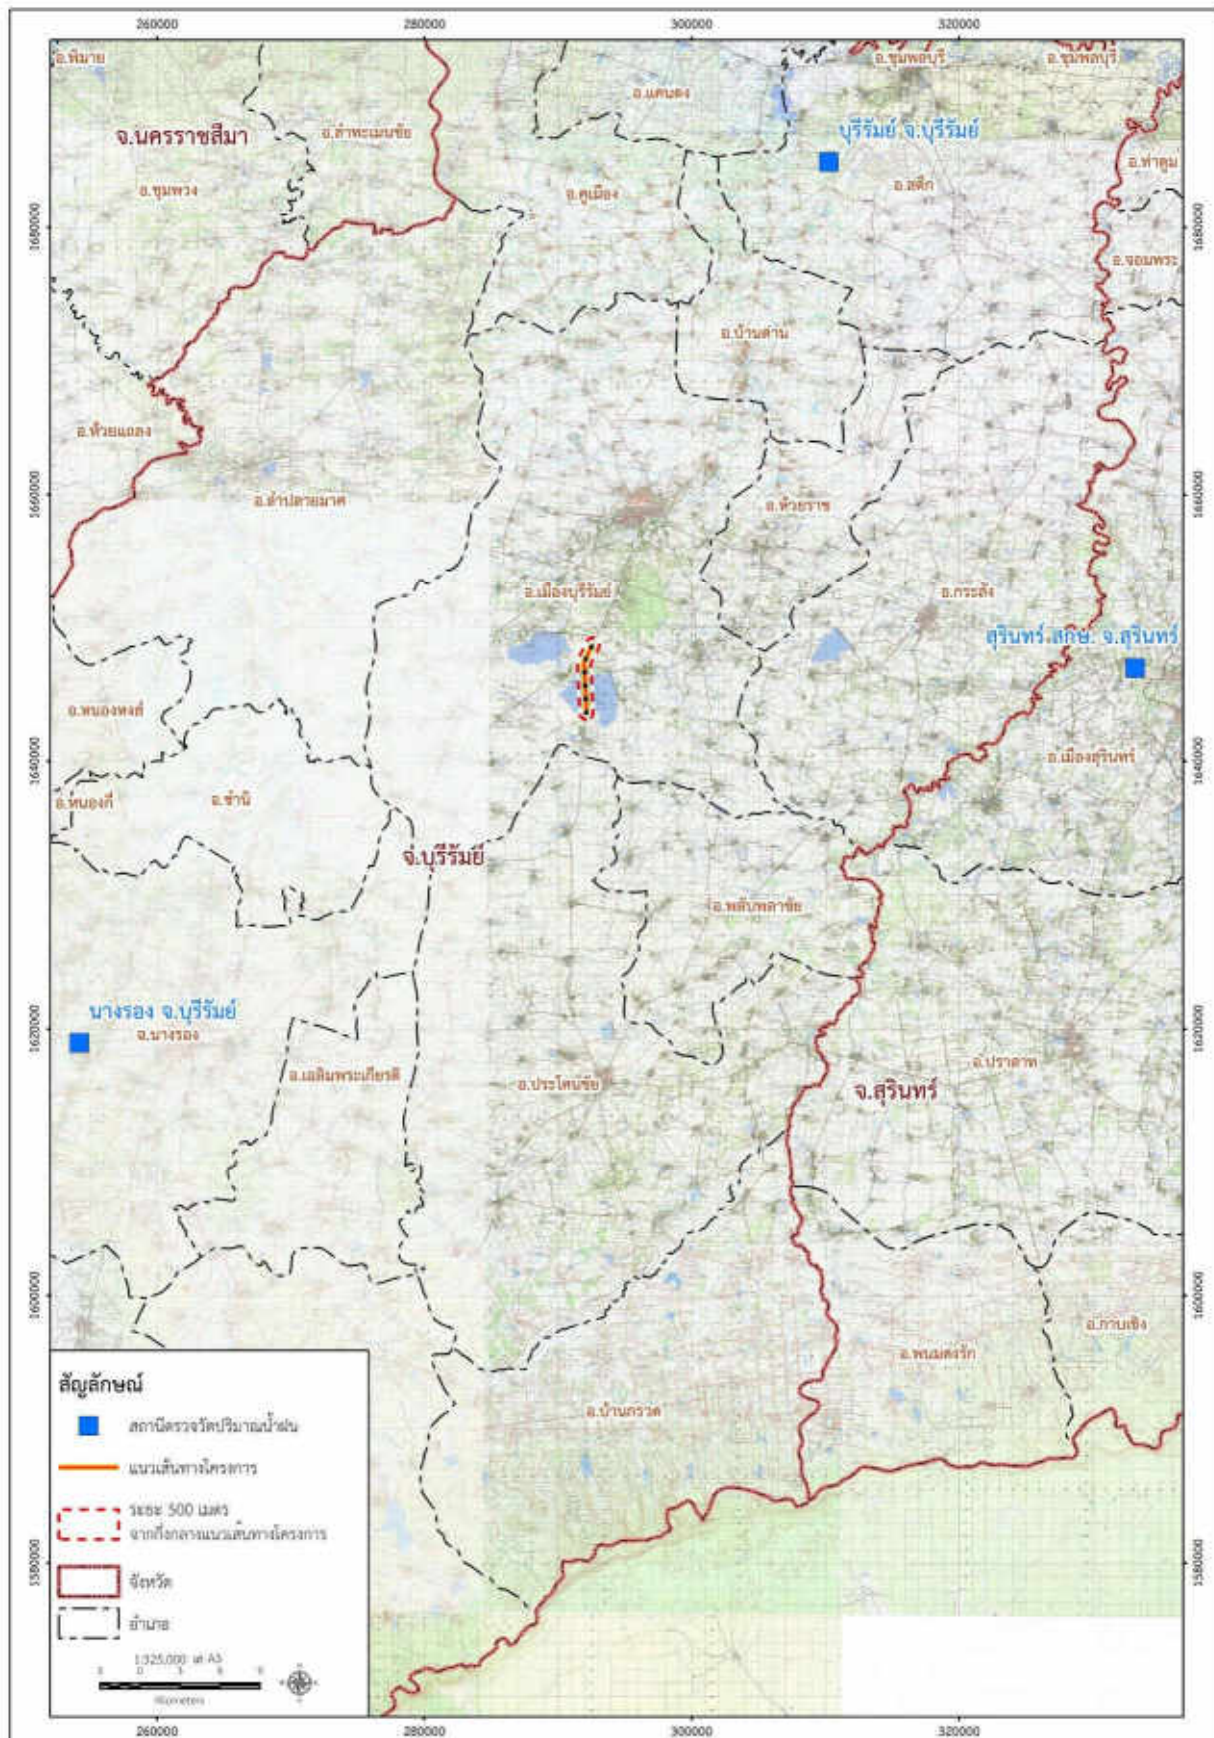 260000 280000 300000 320000
อ.พิมาย
อ.ชุมพลบุรี
อ.ชุมพลบุรี
อ.แคนดง
จ.นครราชสีมา
อ.ลำทะเมนชัย
บุรีรัมย์ จ.บุรีรัมย์
อ.ท่าตูม
อ.ชุมพวง
อ.คูเมือง
อ.สตึก
1680000
1680000
อ.จอมพระ
อ.บ้านด่าน
อ.ห้วยแถลง
1660000
อ.ลำปลายมาศ
อ.ห้วยราช
1660000
อ.เมืองบุรีรัมย์
อ.กระสัง
สุรินทร์ สกษ. จ.สุรินทร์
อ.หนองหงส์
1640000
อ.เมืองสุรินทร์
1640000
อ.หนองกี่
อ.ชำนิ
จ.บุรีรัมย์
อ.พลับพลาชัย
นางรอง จ.บุรีรัมย์
1620000
อ.นางรอง
1620000
อ.เฉลิมพระเกียรติ
อ.ประโคนชัย
อ.ปราสาท
จ.สุรินทร์
1600000
1600000
อ.กาบเชิง
อ.พนมดงรัก
อ.บ้านกรวด
สัญลักษณ์
สถานีตรวจวัดปริมาณน้ำฝน
แนวเส้นทางโครงการ
ระยะ 500 เมตร
จากกึ่งกลางแนวเส้นทางโครงการ
1580000
1580000
จังหวัด
อำเภอ
1:325,000 at A3
Kilometers
260000 280000 300000 320000